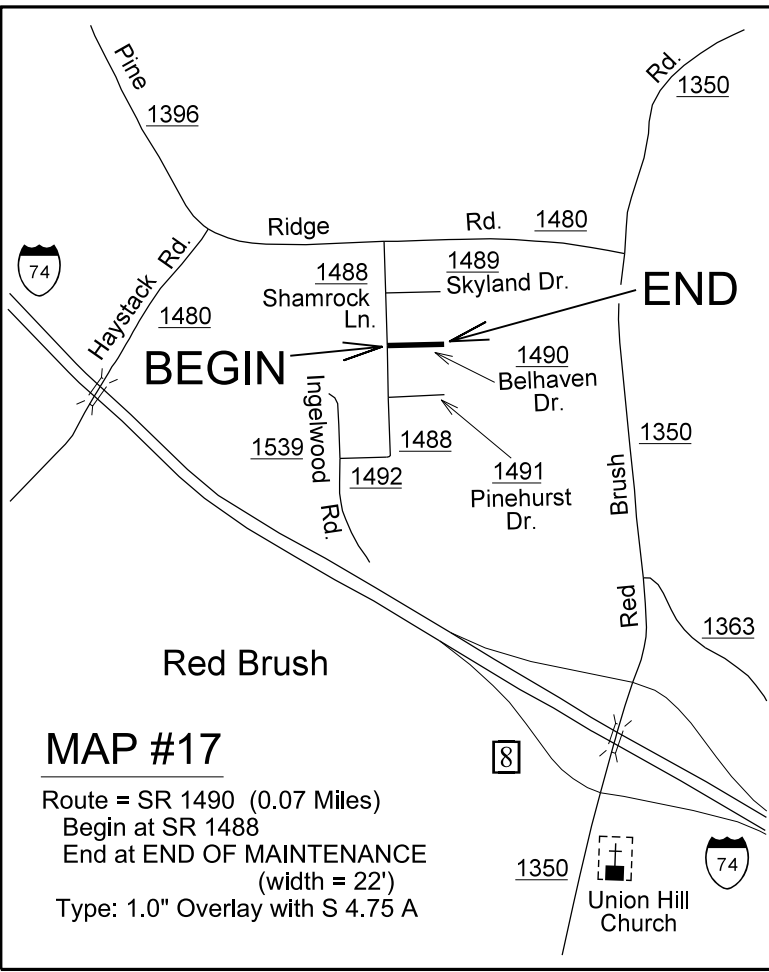 Pine
1396
Rd.
1350
Ridge
Rd.
1480
74
Haystack Rd.
1480
1488
Shamrock
Ln.
1489
Skyland Dr.
END
BEGIN
1490
Belhaven
Dr.
Ingelwood Rd.
1539
1492
1488
1491
Pinehurst
Dr.
1350
Brush
Red
1363
Red Brush
MAP #17
Route = SR 1490 (0.07 Miles)
Begin at SR 1488
End at END OF MAINTENANCE
(width = 22')
Type: 1.0" Overlay with S 4.75 A
8
1350
Union Hill
Church
74